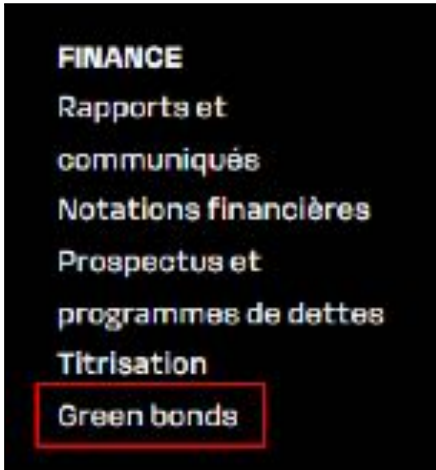 FINANCE
Rapports et
communiqués
Notations financières
Prospectus et
programmes de dettes
Titrisation
Green bonds